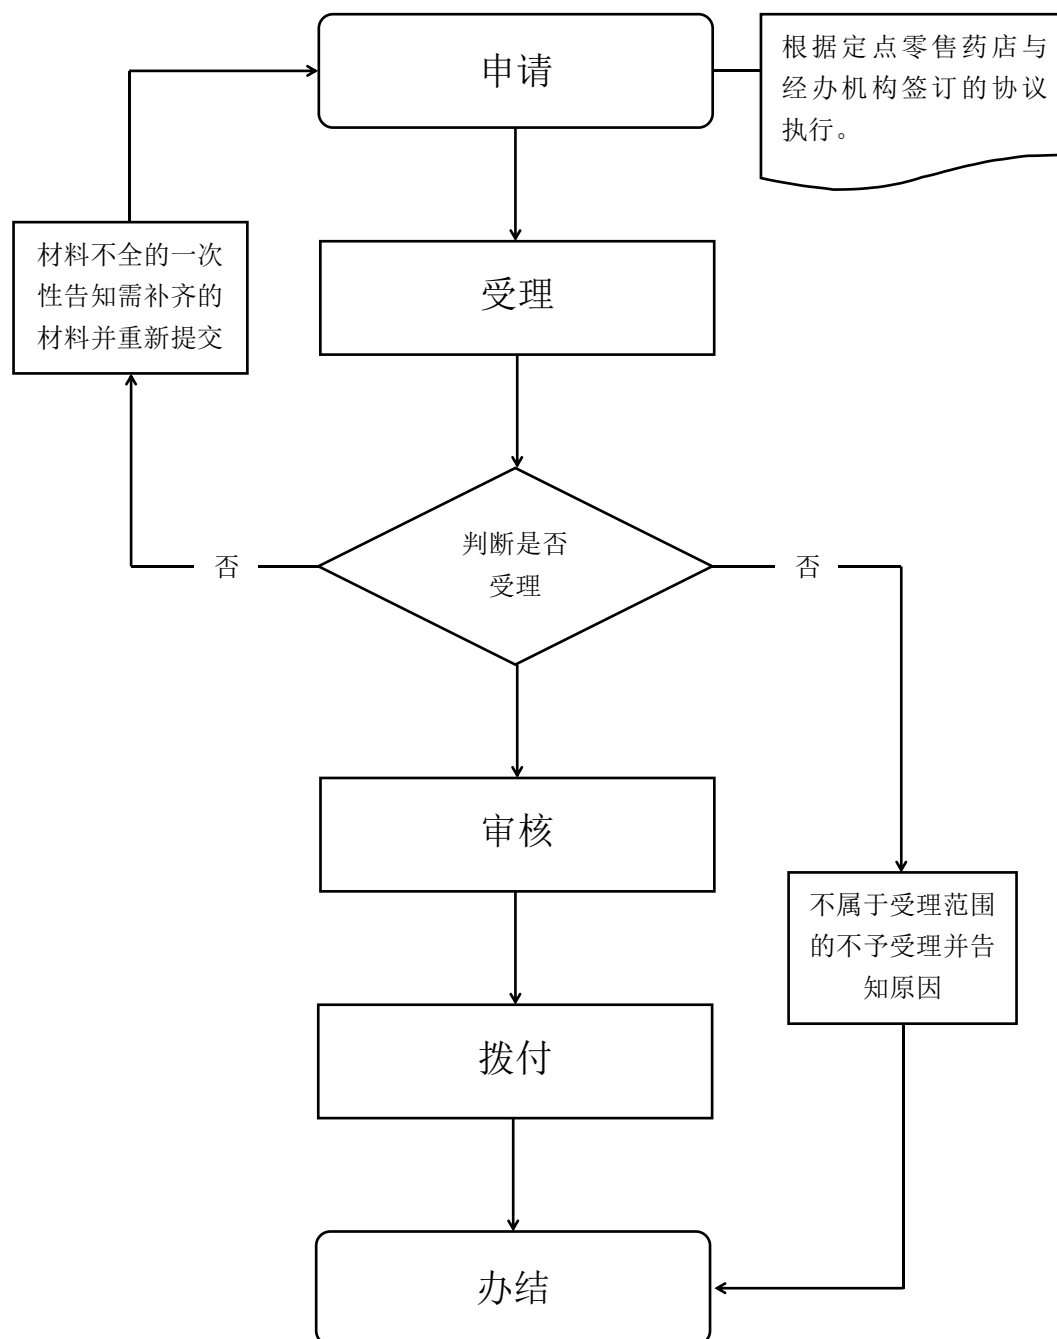 申请
根据定点零售药店与
经办机构签订的协议
执行。
材料不全的一次
性告知需补齐的
材料并重新提交
受理
判断是否
受理
否
否
审核
不属于受理范围
的不予受理并告
知原因
拨付
办结